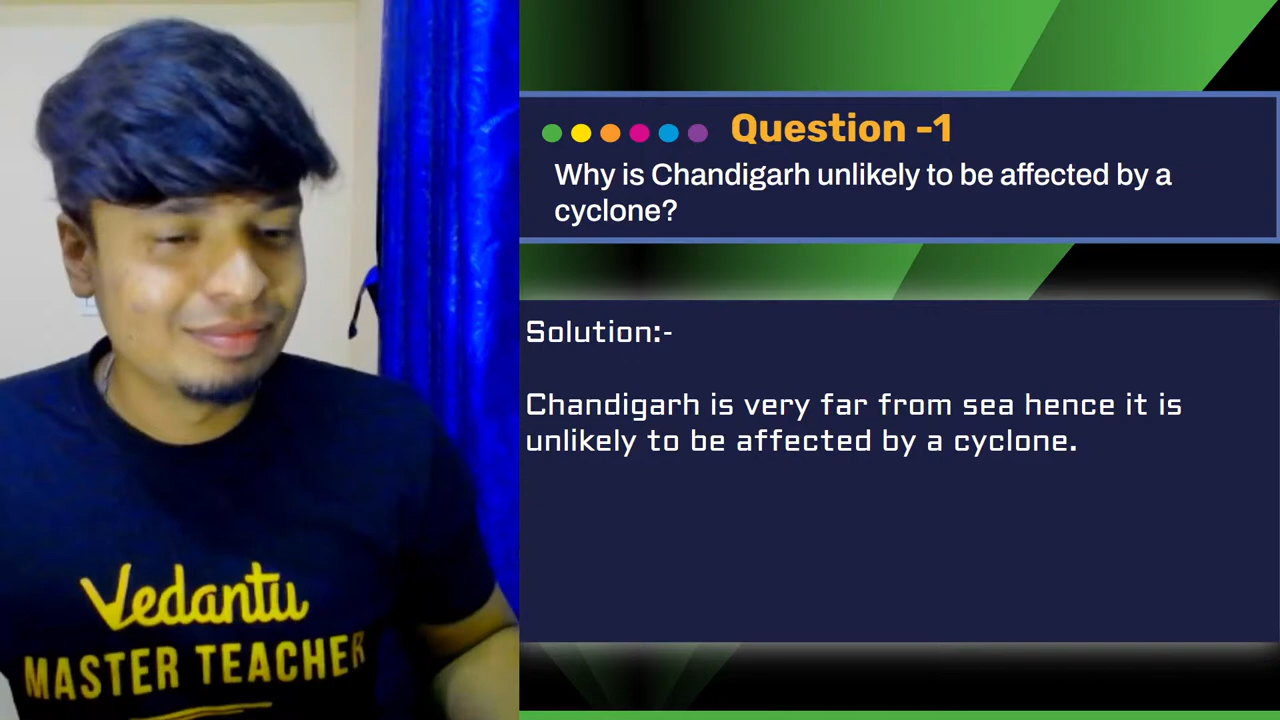 Vedantu
MASTER TEACHER
Question -1
Why is Chandigarh unlikely to be affected by a
cyclone?
Solution:-
Chandigarh is very far from sea hence it is
unlikely to be affected by a cyclone.